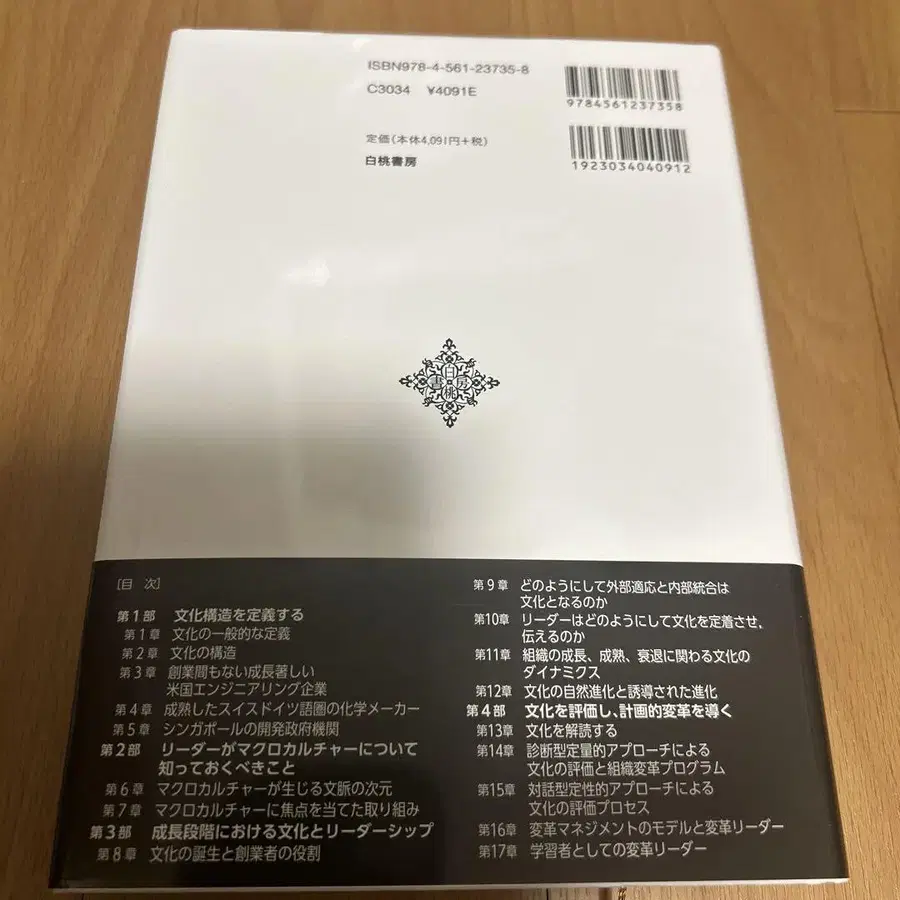 ISBN978-4-561-23735-8
C3034 ¥4091E
9784561237358
定価(本体4,091円+税)
白桃書房
1923034040912
白桃書房
[目 次]
第1部 文化構造を定義する
第1章 文化の一般的な定義
第2章 文化の構造
第3章 創業間もない成長著しい
米国エンジニアリング企業
第4章 成熟したスイスドイツ語圏の化学メーカー
第5章 シンガポールの開発政府機関
第2部 リーダーがマクロカルチャーについて
知っておくべきこと
第6章 マクロカルチャーが生じる文脈の次元
第7章 マクロカルチャーに焦点を当てた取り組み
第3部 成長段階における文化とリーダーシップ
第8章 文化の誕生と創業者の役割
第9章 どのようにして外部適応と内部統合は
文化となるのか
第10章 リーダーはどのようにして文化を定着させ、
伝えるのか
第11章 組織の成長、成熟、衰退に関わる文化の
ダイナミクス
第12章 文化の自然進化と誘導された進化
第4部 文化を評価し、計画的変革を導く
第13章 文化を解読する
第14章 診断型定量的アプローチによる
文化の評価と組織変革プログラム
第15章 対話型定性的アプローチによる
文化の評価プロセス
第16章 変革マネジメントのモデルと変革リーダー
第17章 学習者としての変革リーダー